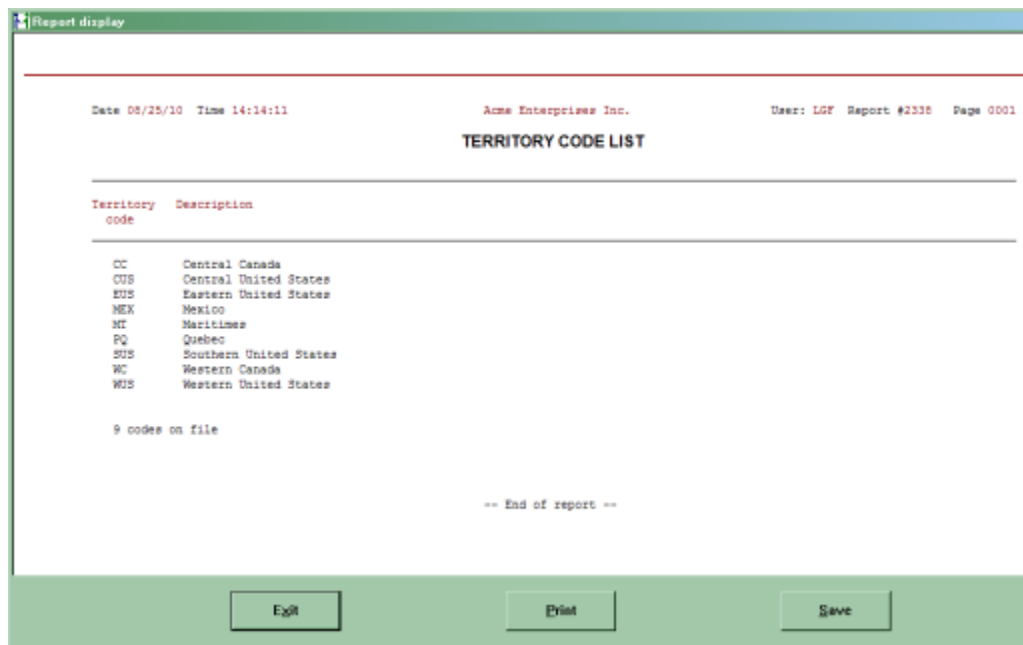 Report display
Date 08/25/10 Time 14:14:11 Acme Enterprises Inc. User: LGF Report #2338 Page 0001
TERRITORY CODE LIST
Territory code Description
CC Central Canada
CUS Central United States
EUS Eastern United States
MEX Mexico
MT Maritimes
PQ Quebec
SUS Southern United States
WC Western Canada
WUS Western United States
9 codes on file
-- End of report --
Exit Print Save